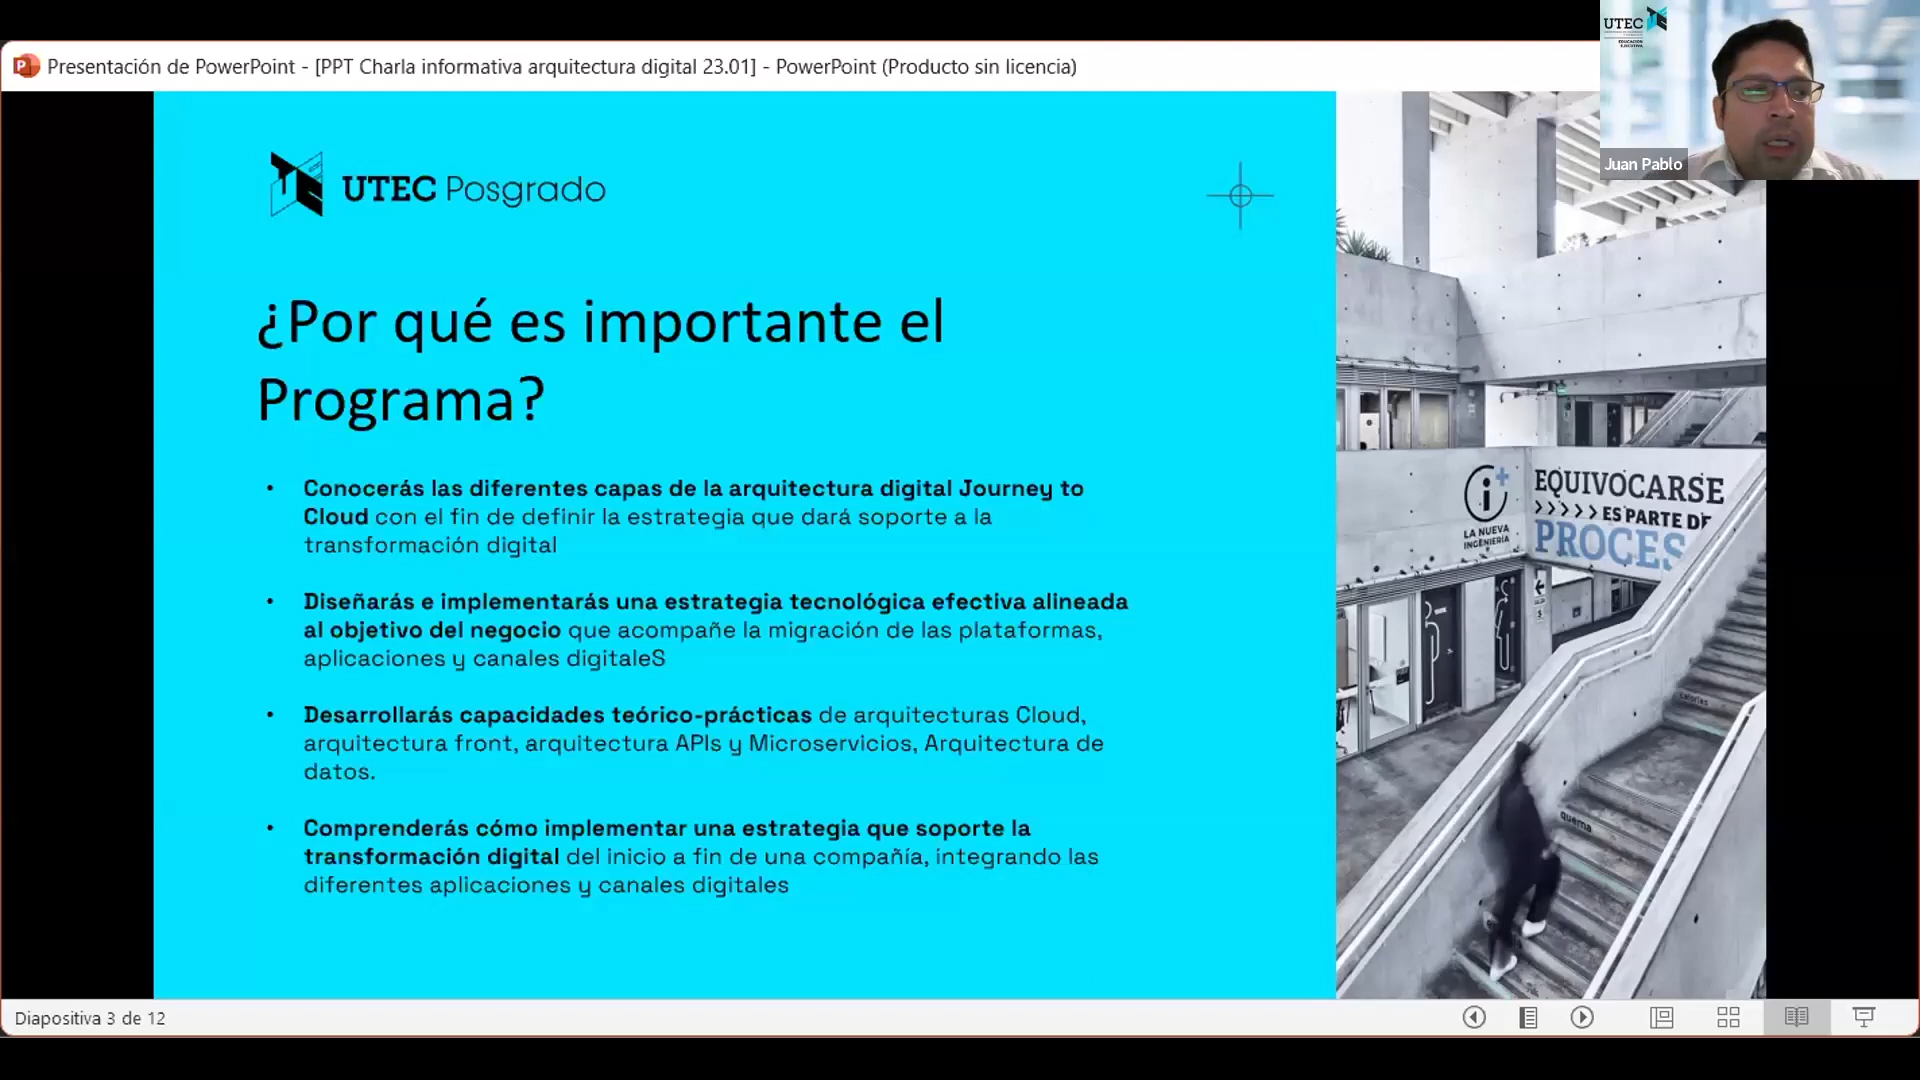 Presentación de PowerPoint - [PPT Charla informativa arquitectura digital 23.01] - PowerPoint (Producto sin licencia)
UTEC
EDUCACIÓN
EJECUTIVA
Juan Pablo
UTEC Posgrado
¿Por qué es importante el
Programa?
• Conocerás las diferentes capas de la arquitectura digital Journey to
Cloud con el fin de definir la estrategia que dará soporte a la
transformación digital
• Diseñarás e implementarás una estrategia tecnológica efectiva alineada
al objetivo del negocio que acompañe la migración de las plataformas,
aplicaciones y canales digitaleS
• Desarrollarás capacidades teórico-prácticas de arquitecturas Cloud,
arquitectura front, arquitectura APIs y Microservicios, Arquitectura de
datos.
• Comprenderás cómo implementar una estrategia que soporte la
transformación digital del inicio a fin de una compañía, integrando las
diferentes aplicaciones y canales digitales
i+
LA NUEVA
INGENIERÍA
EQUIVOCARSE
>>>>> ES PARTE DE
PROCES
calorías
quema
Diapositiva 3 de 12